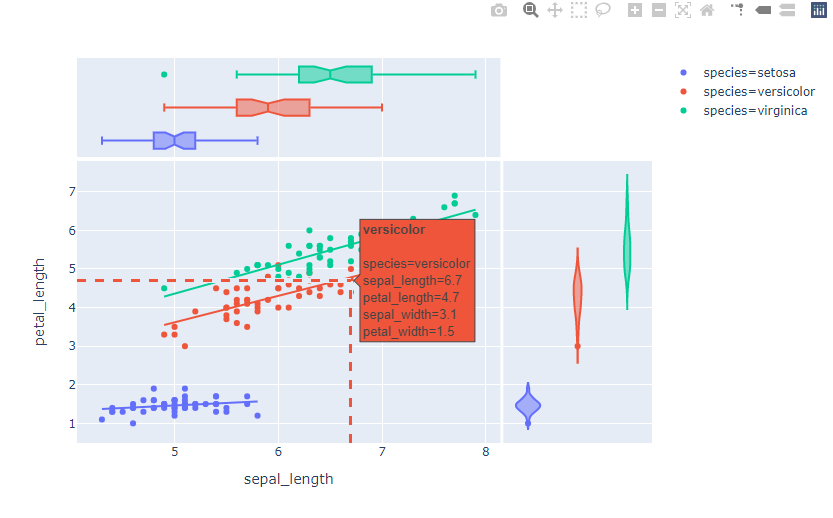 species=setosa
species=versicolor
species=virginica
7
6
5
4
3
2
1
petal_length
versicolor
species=versicolor
sepal_length=6.7
petal_length=4.7
sepal_width=3.1
petal_width=1.5
5
6
7
8
sepal_length